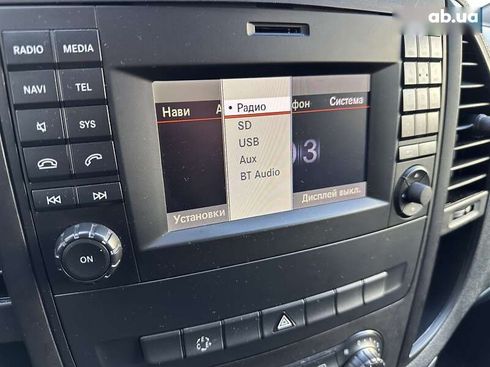 ab.ua
RADIO MEDIA
NAVI TEL
SYS
ON
Нави А фон Система
• Радио
SD
USB
Aux
BT Audio
03
Установки Дисплей выкл.